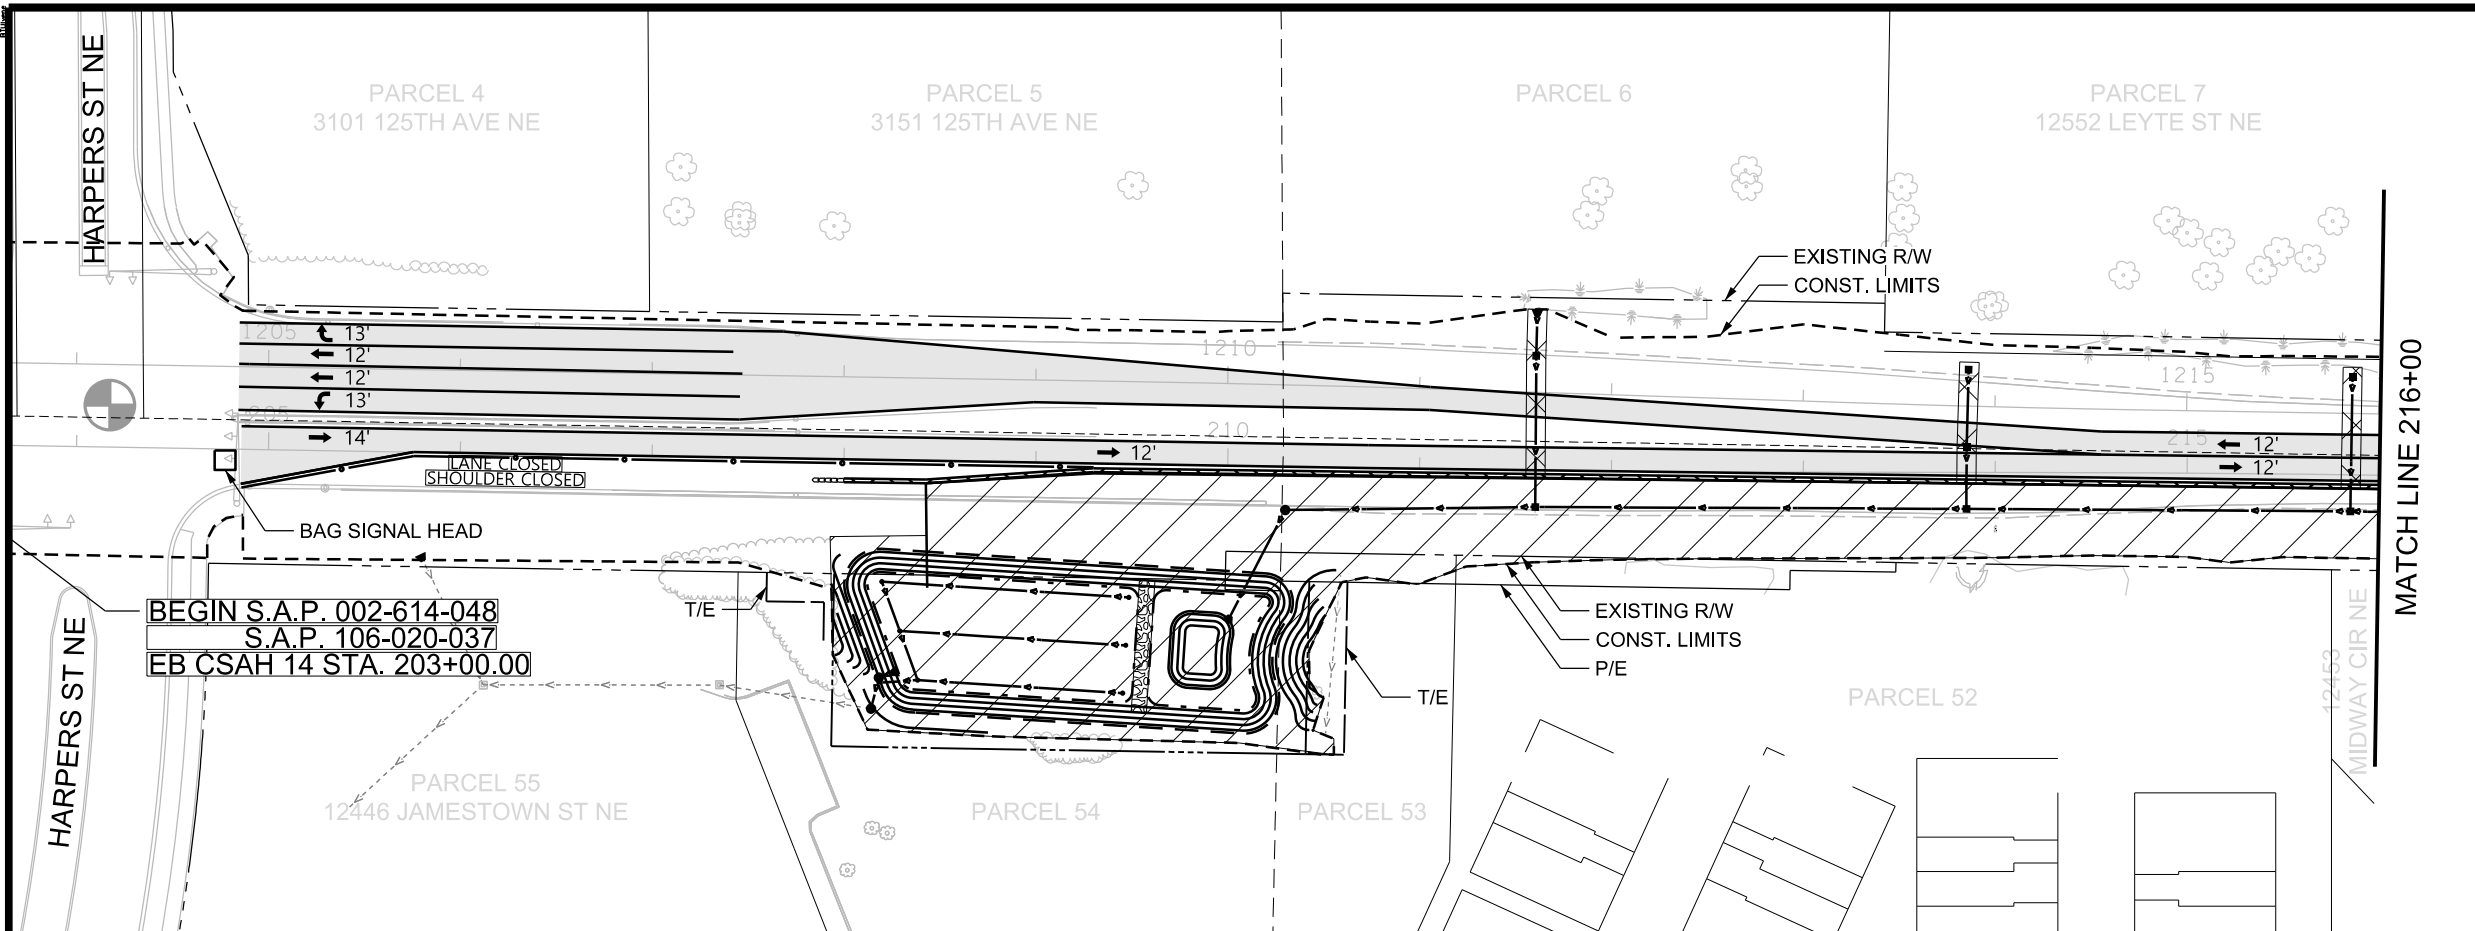 HARPERS ST NE
PARCEL 4
3101 125TH AVE NE
PARCEL 5
3151 125TH AVE NE
PARCEL 6
PARCEL 7
12552 LEYTE ST NE
EXISTING R/W
CONST. LIMITS
1205
13'
12'
12'
13'
205
14'
1210
210
12'
1215
215
12'
12'
MATCH LINE 216+00
LANE CLOSED
SHOULDER CLOSED
BAG SIGNAL HEAD
BEGIN S.A.P. 002-614-048
S.A.P. 106-020-037
EB CSAH 14 STA. 203+00.00
T/E
EXISTING R/W
CONST. LIMITS
P/E
T/E
HARPERS ST NE
PARCEL 55
12446 JAMESTOWN ST NE
PARCEL 54
PARCEL 53
PARCEL 52
12453
MIDWAY CIR NE